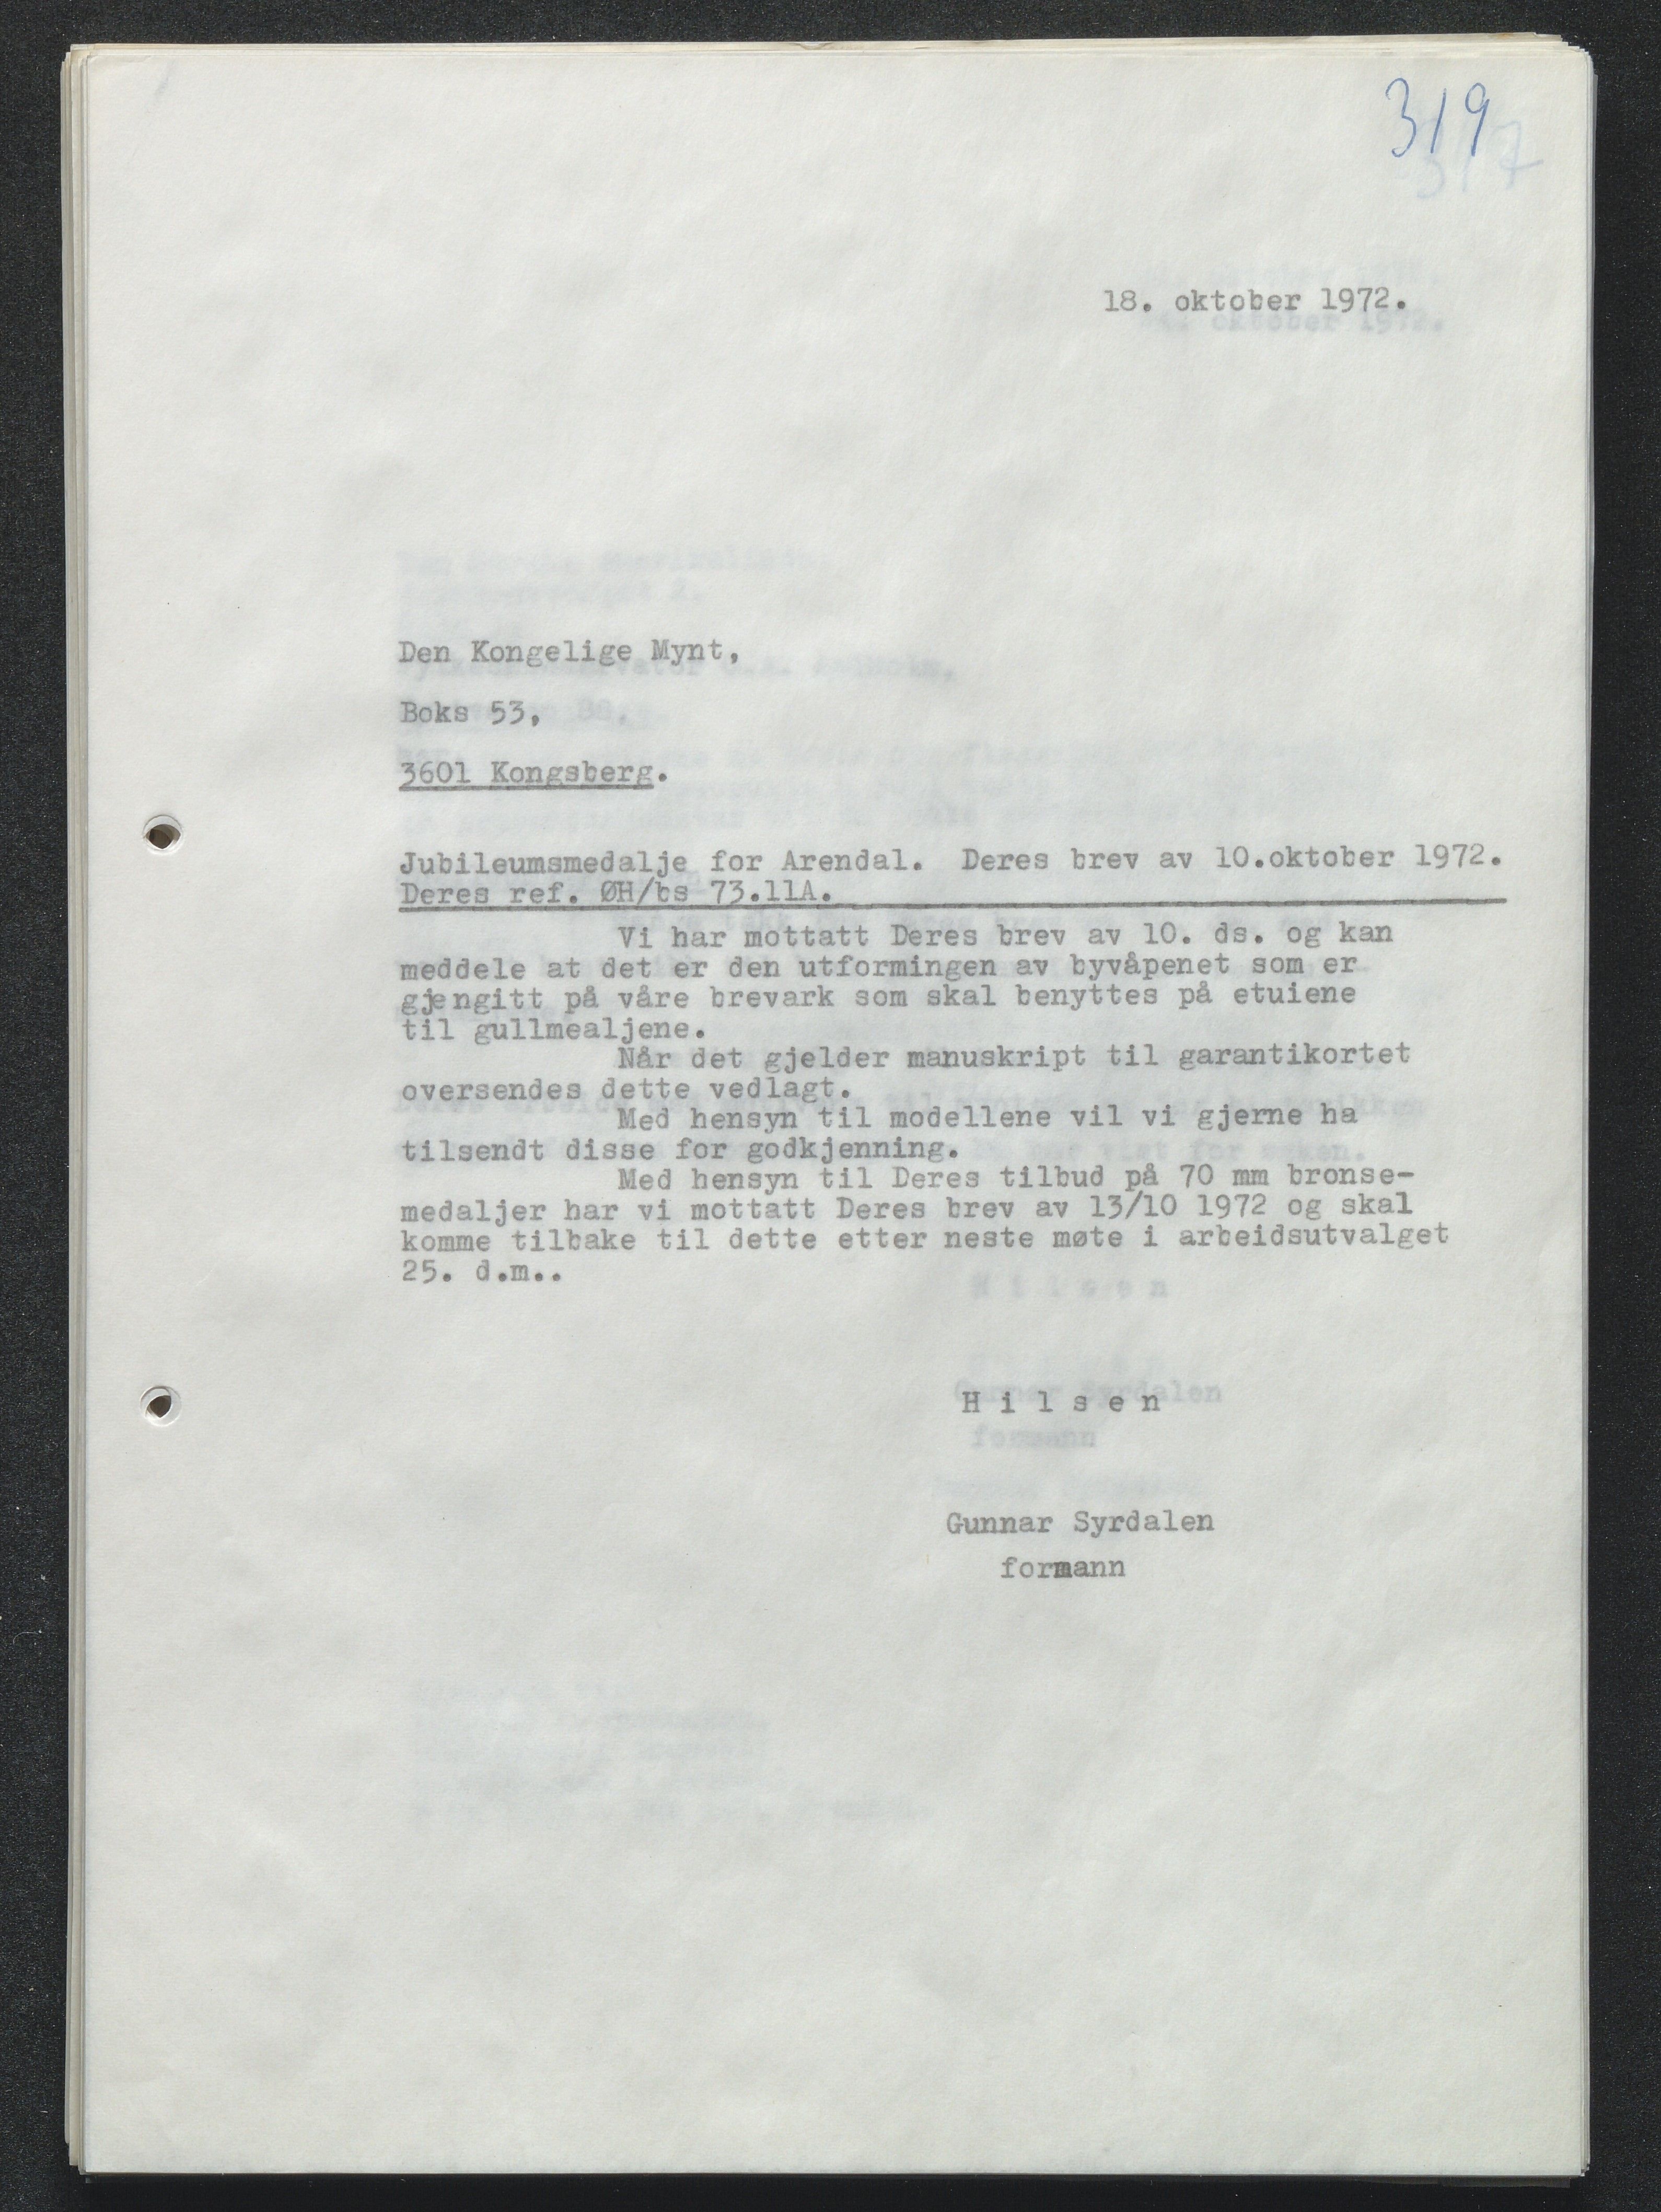 319
18. oktober 1972.
Den Kongelige Mynt,
Boks 53,
3601 Kongsberg.
Jubileumsmedalje for Arendal. Deres brev av 10.oktober 1972.
Deres ref. ØH/bs 73.11A.
Vi har mottatt Deres brev av 10. ds. og kan
meddele at det er den utformingen av byvåpenet som er
gjengitt på våre brevark som skal benyttes på etuiene
til gullmealjene.
Når det gjelder manuskript til garantikortet
oversendes dette vedlagt.
Med hensyn til modellene vil vi gjerne ha
tilsendt disse for godkjenning.
Med hensyn til Deres tilbud på 70 mm bronse-
medaljer har vi mottatt Deres brev av 13/10 1972 og skal
komme tilbake til dette etter neste møte i arbeidsutvalget
25. d.m..
H i l s e n
Gunnar Syrdalen
formann